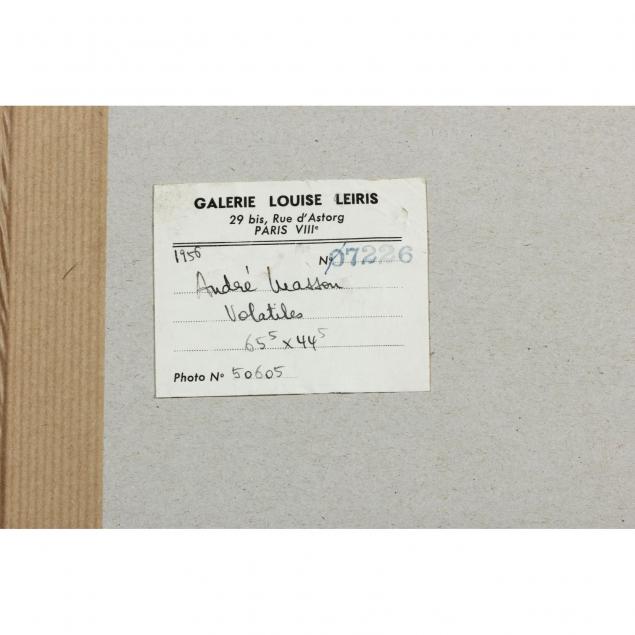 GALERIE LOUISE LEIRIS
29 bis, Rue d'Astorg
PARIS VIIIe
1956
No 07226
André Masson
Volatiles
65⁵ x 44⁵
Photo No 50605